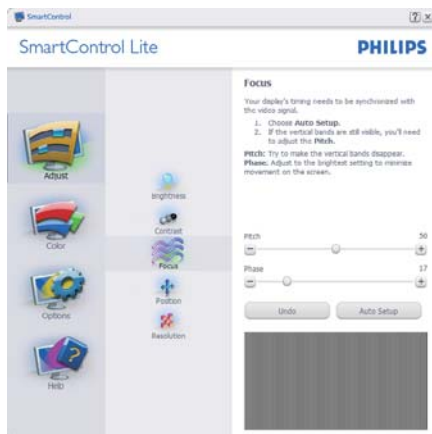 SmartControl
SmartControl Lite
PHILIPS
Adjust
Color
Options
Help
Brightness
Contrast
Focus
Position
Resolution
Focus
Your display's timing needs to be synchronized with
the video signal.
1. Choose Auto Setup.
2. If the vertical bands are still visible, you'll need
to adjust the Pitch.
Pitch: Try to make the vertical bands disappear.
Phase: Adjust to the brightest setting to minimize
movement on the screen.
Pitch 50
Phase 17
Undo Auto Setup